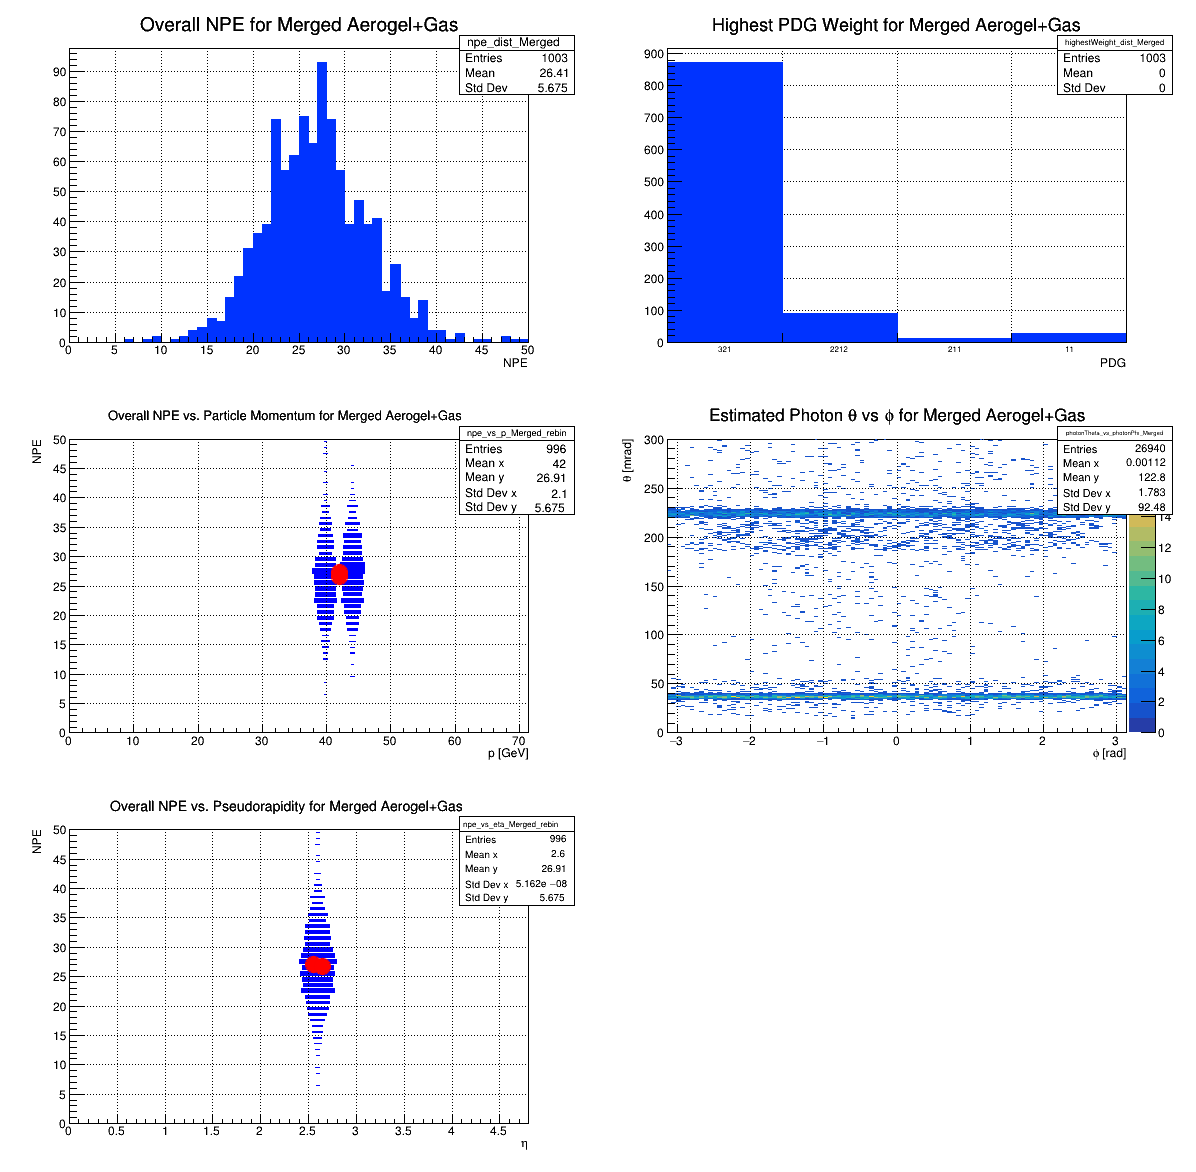 Overall NPE for Merged Aerogel+Gas
npe_dist_Merged
Entries 1003
Mean 26.41
Std Dev 5.675
90
80
70
60
50
40
30
20
10
0
0 5 10 15 20 25 30 35 40 45 50
NPE
Highest PDG Weight for Merged Aerogel+Gas
highestWeight_dist_Merged
Entries 1003
Mean 0
Std Dev 0
900
800
700
600
500
400
300
200
100
0
321 2212 211 11
PDG
Overall NPE vs. Particle Momentum for Merged Aerogel+Gas
npe_vs_p_Merged_rebin
Entries 996
Mean x 42
Mean y 26.91
Std Dev x 2.1
Std Dev y 5.675
NPE
50
45
40
35
30
25
20
15
10
5
0
0 10 20 30 40 50 60 70
p [GeV]
Estimated Photon θ vs ϕ for Merged Aerogel+Gas
photonTheta_vs_photonPhi_Merged
Entries 26940
Mean x 0.00112
Mean y 122.8
Std Dev x 1.783
Std Dev y 92.48
θ [mrad]
300
250
200
150
100
50
0
−3 −2 −1 0 1 2 3
ϕ [rad]
14
12
10
8
6
4
2
0
Overall NPE vs. Pseudorapidity for Merged Aerogel+Gas
npe_vs_eta_Merged_rebin
Entries 996
Mean x 2.6
Mean y 26.91
Std Dev x 5.162e −08
Std Dev y 5.675
NPE
50
45
40
35
30
25
20
15
10
5
0
0 0.5 1 1.5 2 2.5 3 3.5 4 4.5
η